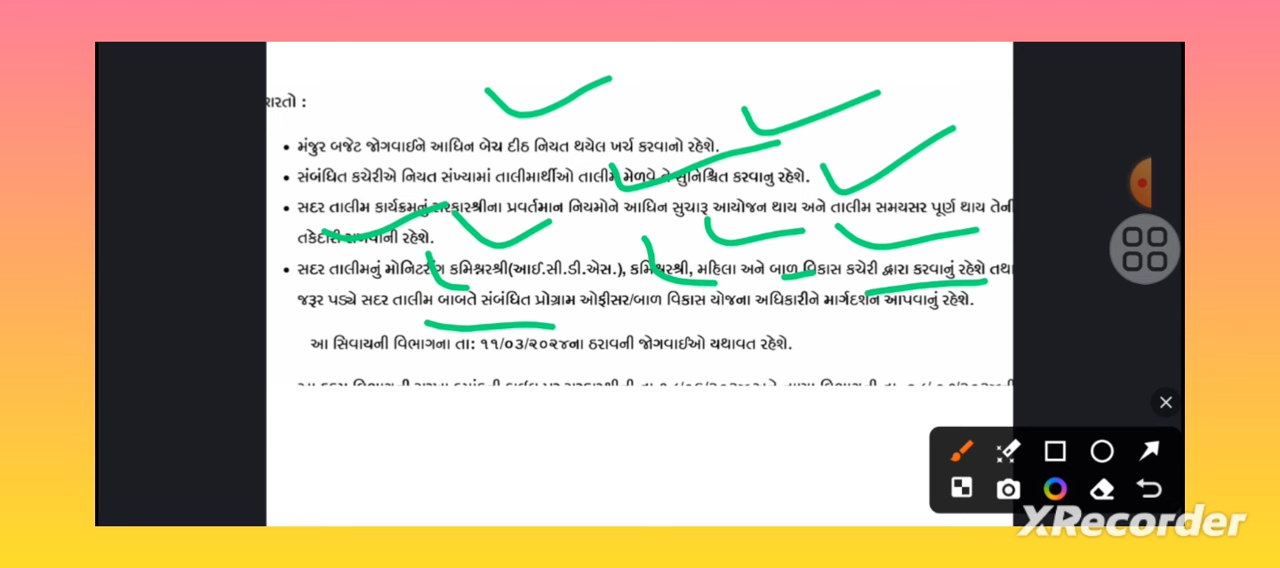 શરતો :
• મંજુર બજેટ જોગવાઈને આધિન બેચ દીઠ નિયત થયેલ ખર્ચ કરવાનો રહેશે.
• સંબંધિત કચેરીએ નિયત સંખ્યામાં તાલીમાર્થીઓ તાલીમ મેળવે તે સુનિશ્ચિત કરવાનુ રહેશે.
• સદર તાલીમ કાર્યક્રમનું સરકારશ્રીના પ્રવર્તમાન નિયમોને આધિન સુચારૂ આયોજન થાય અને તાલીમ સમયસર પૂર્ણ થાય તેની
તકેદારી રાખવાની રહેશે.
• સદર તાલીમનું મોનિટરીંગ કમિશ્નરશ્રી(આઈ.સી.ડી.એસ.), કમિશ્નરશ્રી, મહિલા અને બાળ વિકાસ કચેરી દ્વારા કરવાનું રહેશે તથા
જરૂર પડ્યે સદર તાલીમ બાબતે સંબંધિત પ્રોગ્રામ ઓફીસર/બાળ વિકાસ યોજના અધિકારીને માર્ગદર્શન આપવાનું રહેશે.
આ સિવાયની વિભાગના તા: ૧૧/૦૩/૨૦૨૪ના ઠરાવની જોગવાઈઓ યથાવત રહેશે.
XRecorder